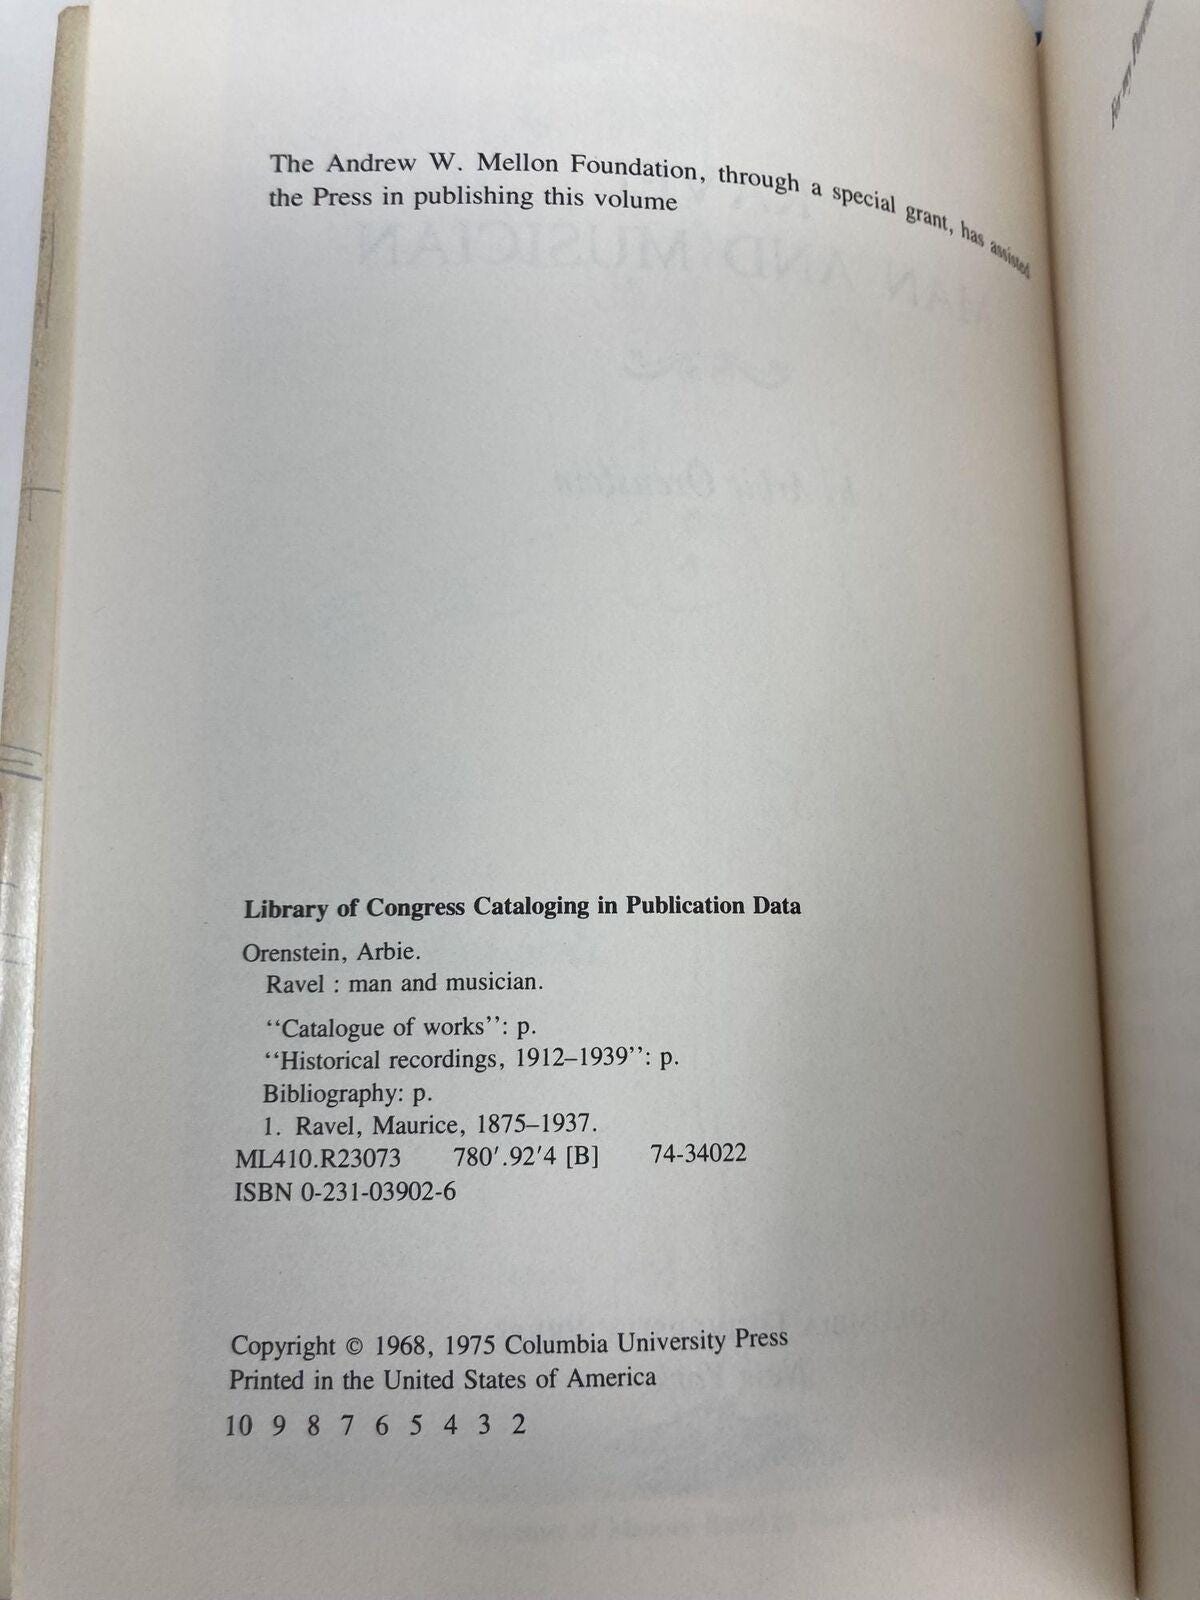 The Andrew W. Mellon Foundation, through a special grant, has assisted
the Press in publishing this volume
Library of Congress Cataloging in Publication Data
Orenstein, Arbie.
Ravel : man and musician.
‘‘Catalogue of works’’: p.
‘‘Historical recordings, 1912–1939’’: p.
Bibliography: p.
1. Ravel, Maurice, 1875–1937.
ML410.R23073 780′.92′4 [B] 74-34022
ISBN 0-231-03902-6
Copyright © 1968, 1975 Columbia University Press
Printed in the United States of America
10 9 8 7 6 5 4 3 2
For my